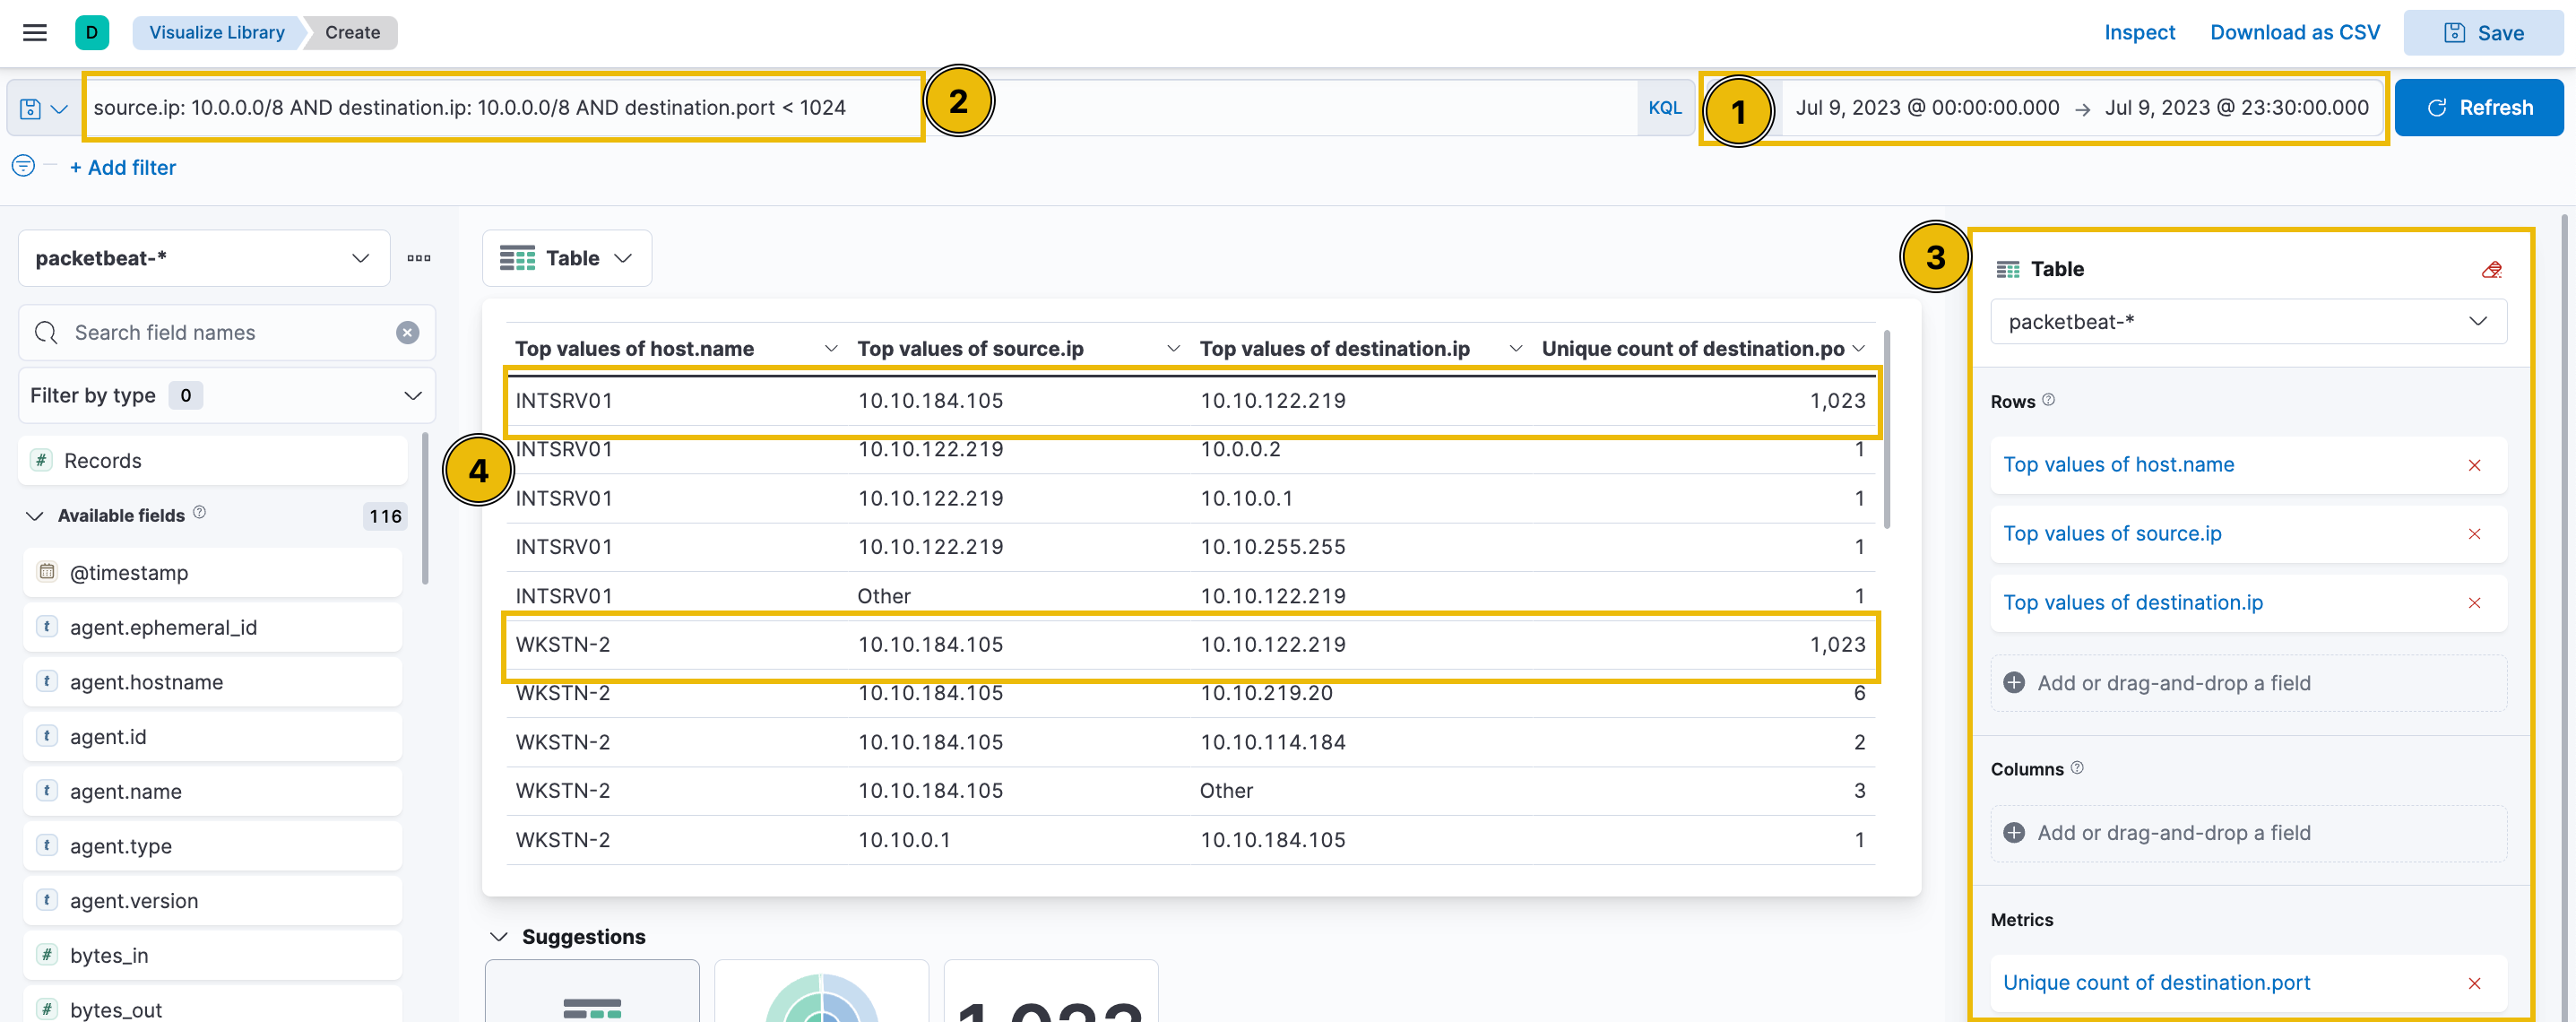 D Visualize Library Create Inspect Download as CSV Save
source.ip: 10.0.0.0/8 AND destination.ip: 10.0.0.0/8 AND destination.port < 1024 2 KQL 1 Jul 9, 2023 @ 00:00:00.000 → Jul 9, 2023 @ 23:30:00.000 Refresh
+ Add filter
packetbeat-*
Search field names
Filter by type 0
# Records
Available fields 116
@timestamp
t agent.ephemeral_id
t agent.hostname
t agent.id
t agent.name
t agent.type
t agent.version
# bytes_in
# bytes_out
Table
Top values of host.name Top values of source.ip Top values of destination.ip Unique count of destination.po
INTSRV01 10.10.184.105 10.10.122.219 1,023
INTSRV01 10.10.122.219 10.0.0.2 1
4
INTSRV01 10.10.122.219 10.10.0.1 1
INTSRV01 10.10.122.219 10.10.255.255 1
INTSRV01 Other 10.10.122.219 1
WKSTN-2 10.10.184.105 10.10.122.219 1,023
WKSTN-2 10.10.184.105 10.10.219.20 6
WKSTN-2 10.10.184.105 10.10.114.184 2
WKSTN-2 10.10.184.105 Other 3
WKSTN-2 10.10.0.1 10.10.184.105 1
Suggestions
1,023
3
Table
packetbeat-*
Rows
Top values of host.name
Top values of source.ip
Top values of destination.ip
Add or drag-and-drop a field
Columns
Add or drag-and-drop a field
Metrics
Unique count of destination.port